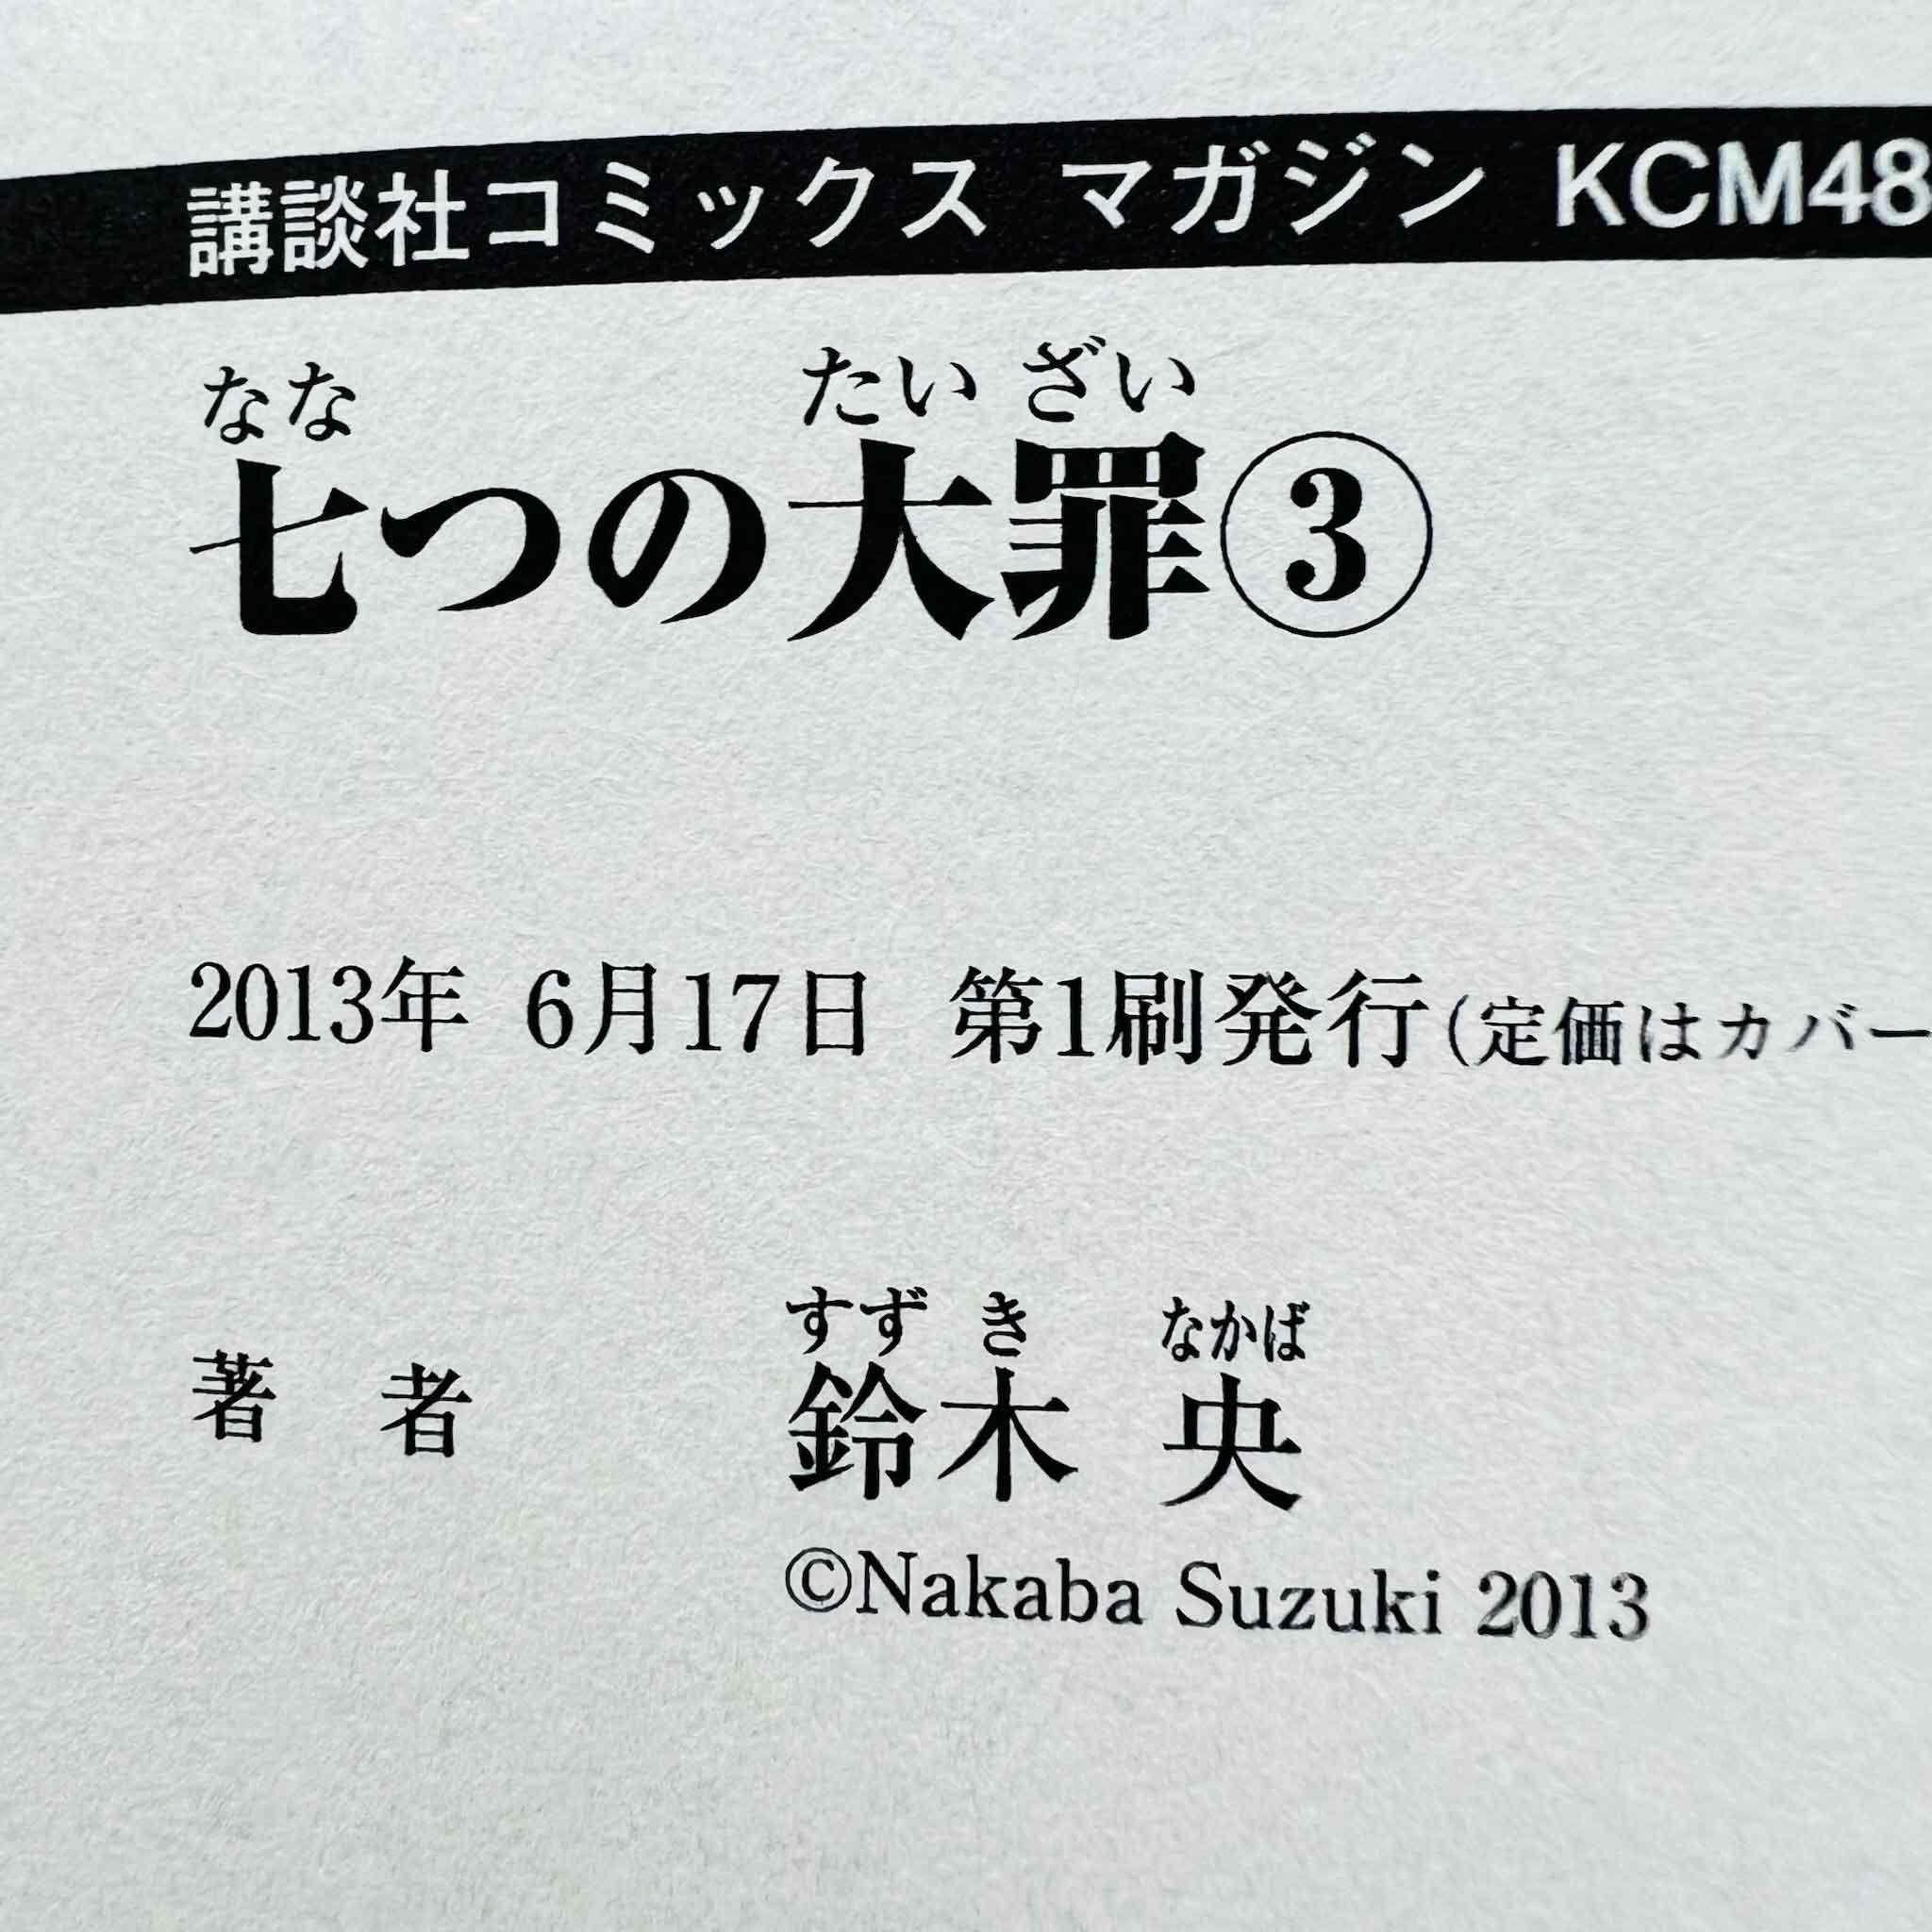 講談社コミックス マガジン KCM48
なな たいざい
七つの大罪③
2013年 6月17日 第1刷発行(定価はカバー
すずき なかば
著者 鈴木 央
©Nakaba Suzuki 2013